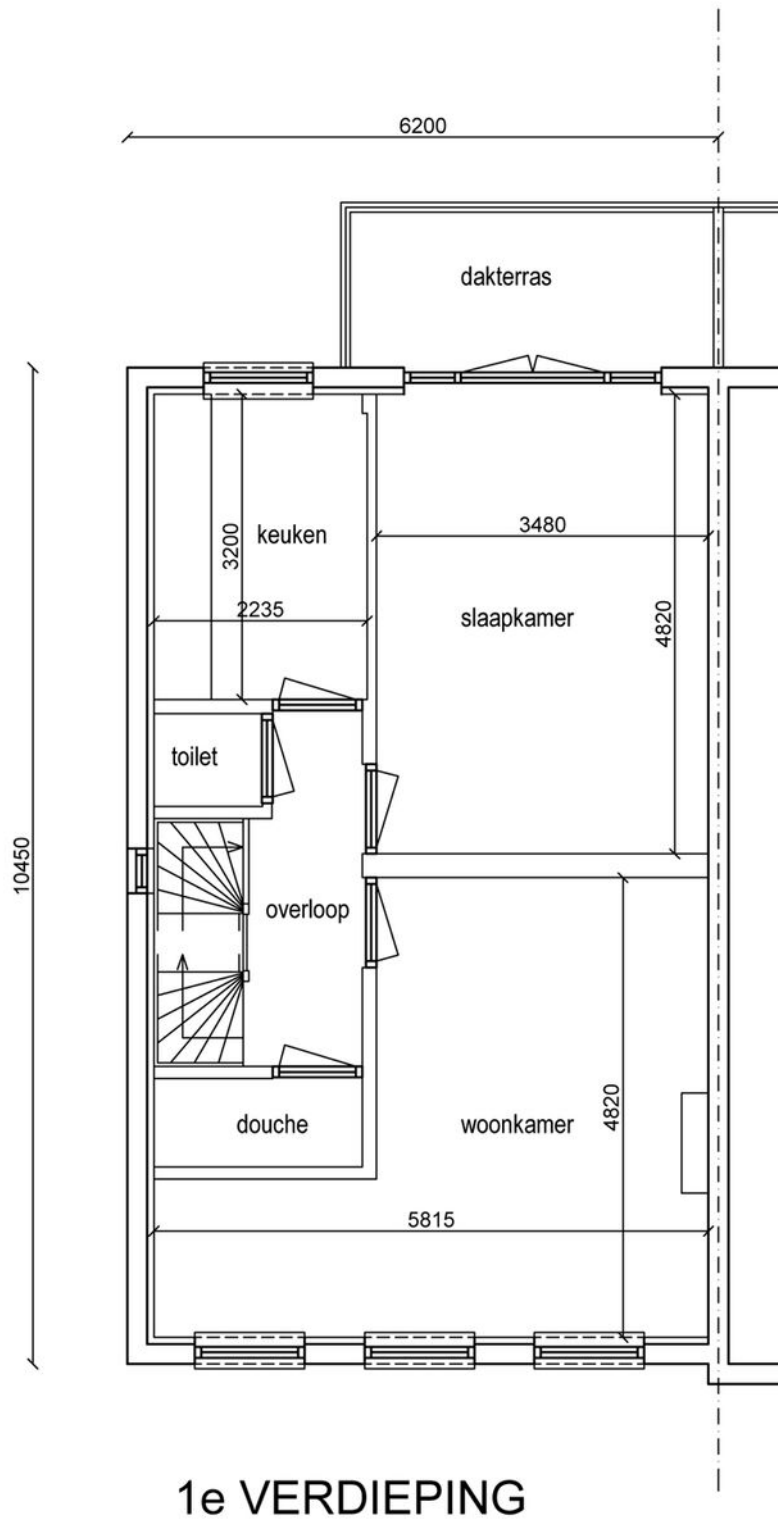 6200
dakterras
3200
keuken
3480
2235
slaapkamer
4820
toilet
10450
overloop
douche
woonkamer
4820
5815
1e VERDIEPING